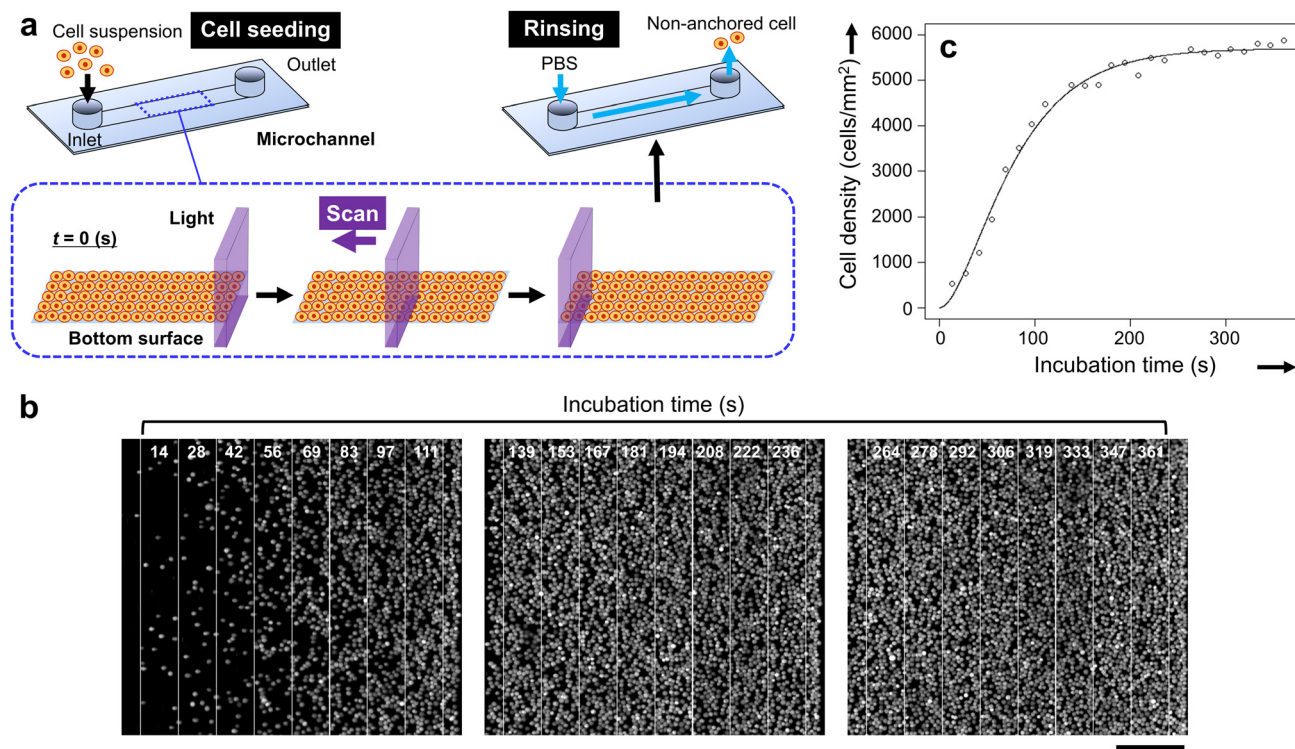 a
Cell suspension
Cell seeding
Outlet
Inlet
Microchannel
Rinsing
Non-anchored cell
PBS
Light
Scan
t = 0 (s)
Bottom surface
c
Cell density (cells/mm²)
6000
5000
4000
3000
2000
1000
0
0 100 200 300
Incubation time (s)
b
Incubation time (s)
14 28 42 56 69 83 97 111 139 153 167 181 194 208 222 236 264 278 292 306 319 333 347 361